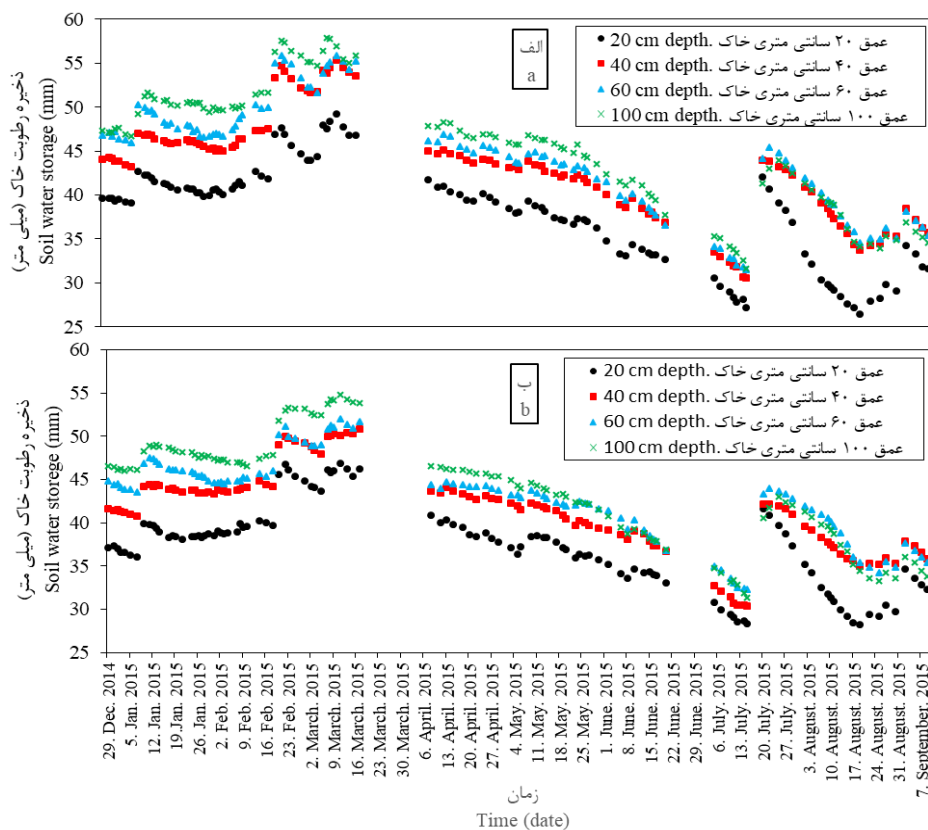 60
55
50
45
40
35
30
25
ذخیره رطوبت خاک (میلی متر)
Soil water storage (mm)
الف
a
20 cm depth. عمق ۲۰ سانتی متری خاک
40 cm depth. عمق ۴۰ سانتی متری خاک
60 cm depth. عمق ۶۰ سانتی متری خاک
100 cm depth. عمق ۱۰۰ سانتی متری خاک
60
55
50
45
40
35
30
25
ذخیره رطوبت خاک (میلی متر)
Soil water storege (mm)
ب
b
20 cm depth. عمق ۲۰ سانتی متری خاک
40 cm depth. عمق ۴۰ سانتی متری خاک
60 cm depth. عمق ۶۰ سانتی متری خاک
100 cm depth. عمق ۱۰۰ سانتی متری خاک
29. Dec. 2014
5. Jan. 2015
12. Jan. 2015
19. Jan. 2015
26. Jan. 2015
2. Feb. 2015
9. Feb. 2015
16. Feb. 2015
23. Feb. 2015
2. March. 2015
9. March. 2015
16. March. 2015
23. March. 2015
30. March. 2015
6. April. 2015
13. April. 2015
20. April. 2015
27. April. 2015
4. May. 2015
11. May. 2015
18. May. 2015
25. May. 2015
1. June. 2015
8. June. 2015
15. June. 2015
22. June. 2015
29. June. 2015
6. July. 2015
13. July. 2015
20. July. 2015
27. July. 2015
3. August. 2015
10. August. 2015
17. August. 2015
24. August. 2015
31. August. 2015
7. September. 2015
زمان
Time (date)